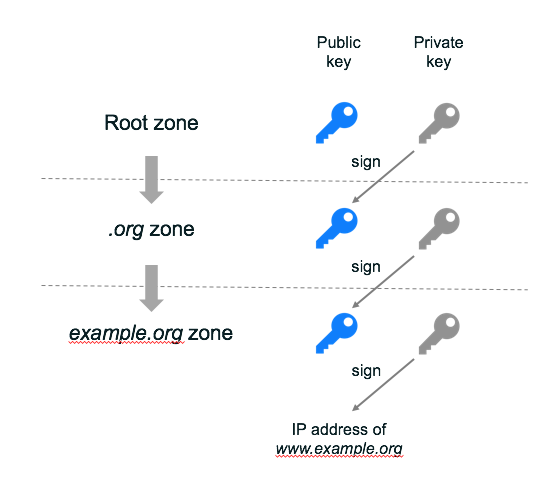 Public
key
Private
key
Root zone
sign
.org zone
sign
example.org zone
sign
IP address of
www.example.org